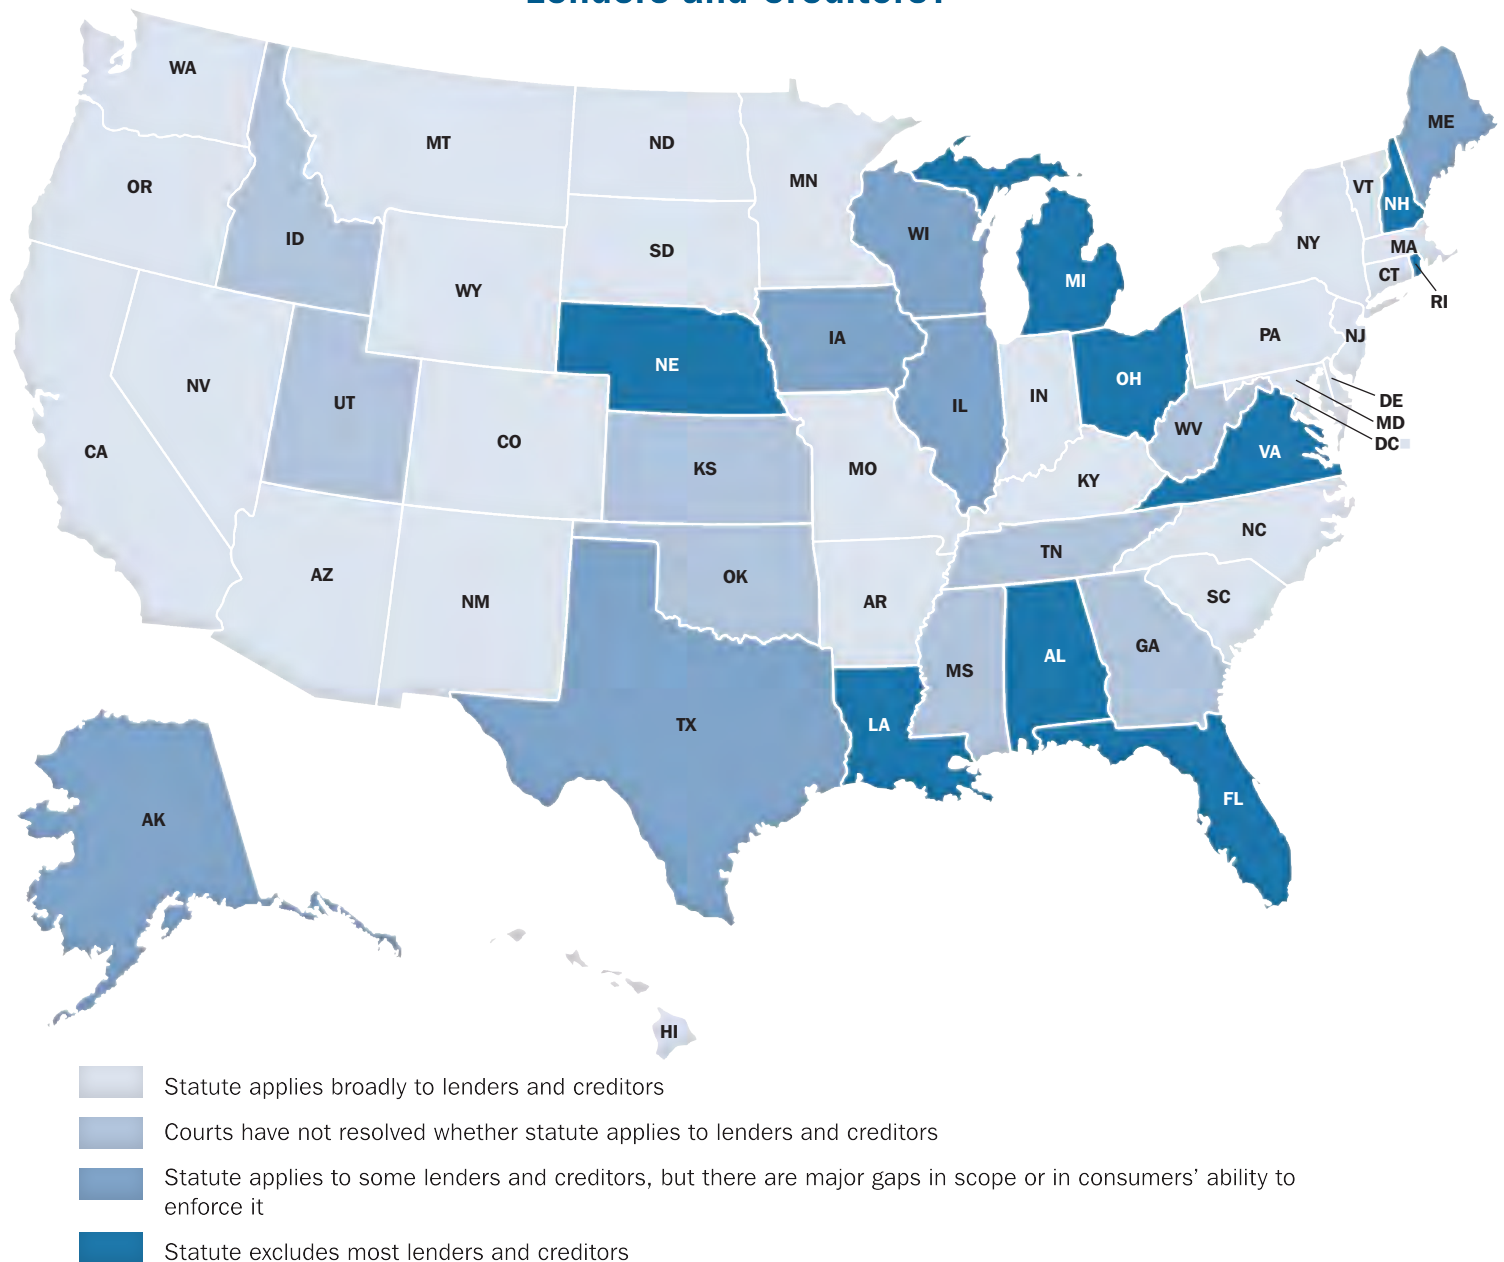 Lenders and Creditors?
WA
MT
ND
MN
ME
OR
ID
SD
WI
VT
NH
NY
MA
WY
MI
CT
RI
IA
NE
PA
NJ
NV
UT
CO
IL
IN
OH
DE
CA
KS
MO
WV
MD
VA
DC
KY
AZ
NM
OK
AR
TN
NC
SC
TX
LA
MS
AL
GA
AK
FL
HI
Statute applies broadly to lenders and creditors
Courts have not resolved whether statute applies to lenders and creditors
Statute applies to some lenders and creditors, but there are major gaps in scope or in consumers’ ability to
enforce it
Statute excludes most lenders and creditors